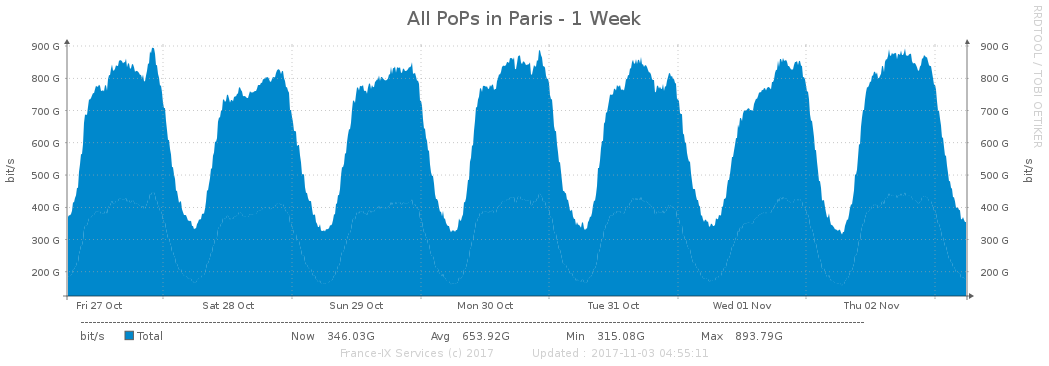 All PoPs in Paris - 1 Week
RRDTOOL / TOBI OETIKER
900 G 900 G
800 G 800 G
700 G 700 G
600 G 600 G
500 G 500 G
400 G 400 G
300 G 300 G
200 G 200 G
bit/s bit/s
Fri 27 Oct Sat 28 Oct Sun 29 Oct Mon 30 Oct Tue 31 Oct Wed 01 Nov Thu 02 Nov
bit/s Total Now 346.03G Avg 653.92G Min 315.08G Max 893.79G
France-IX Services (c) 2017 Updated : 2017-11-03 04:55:11